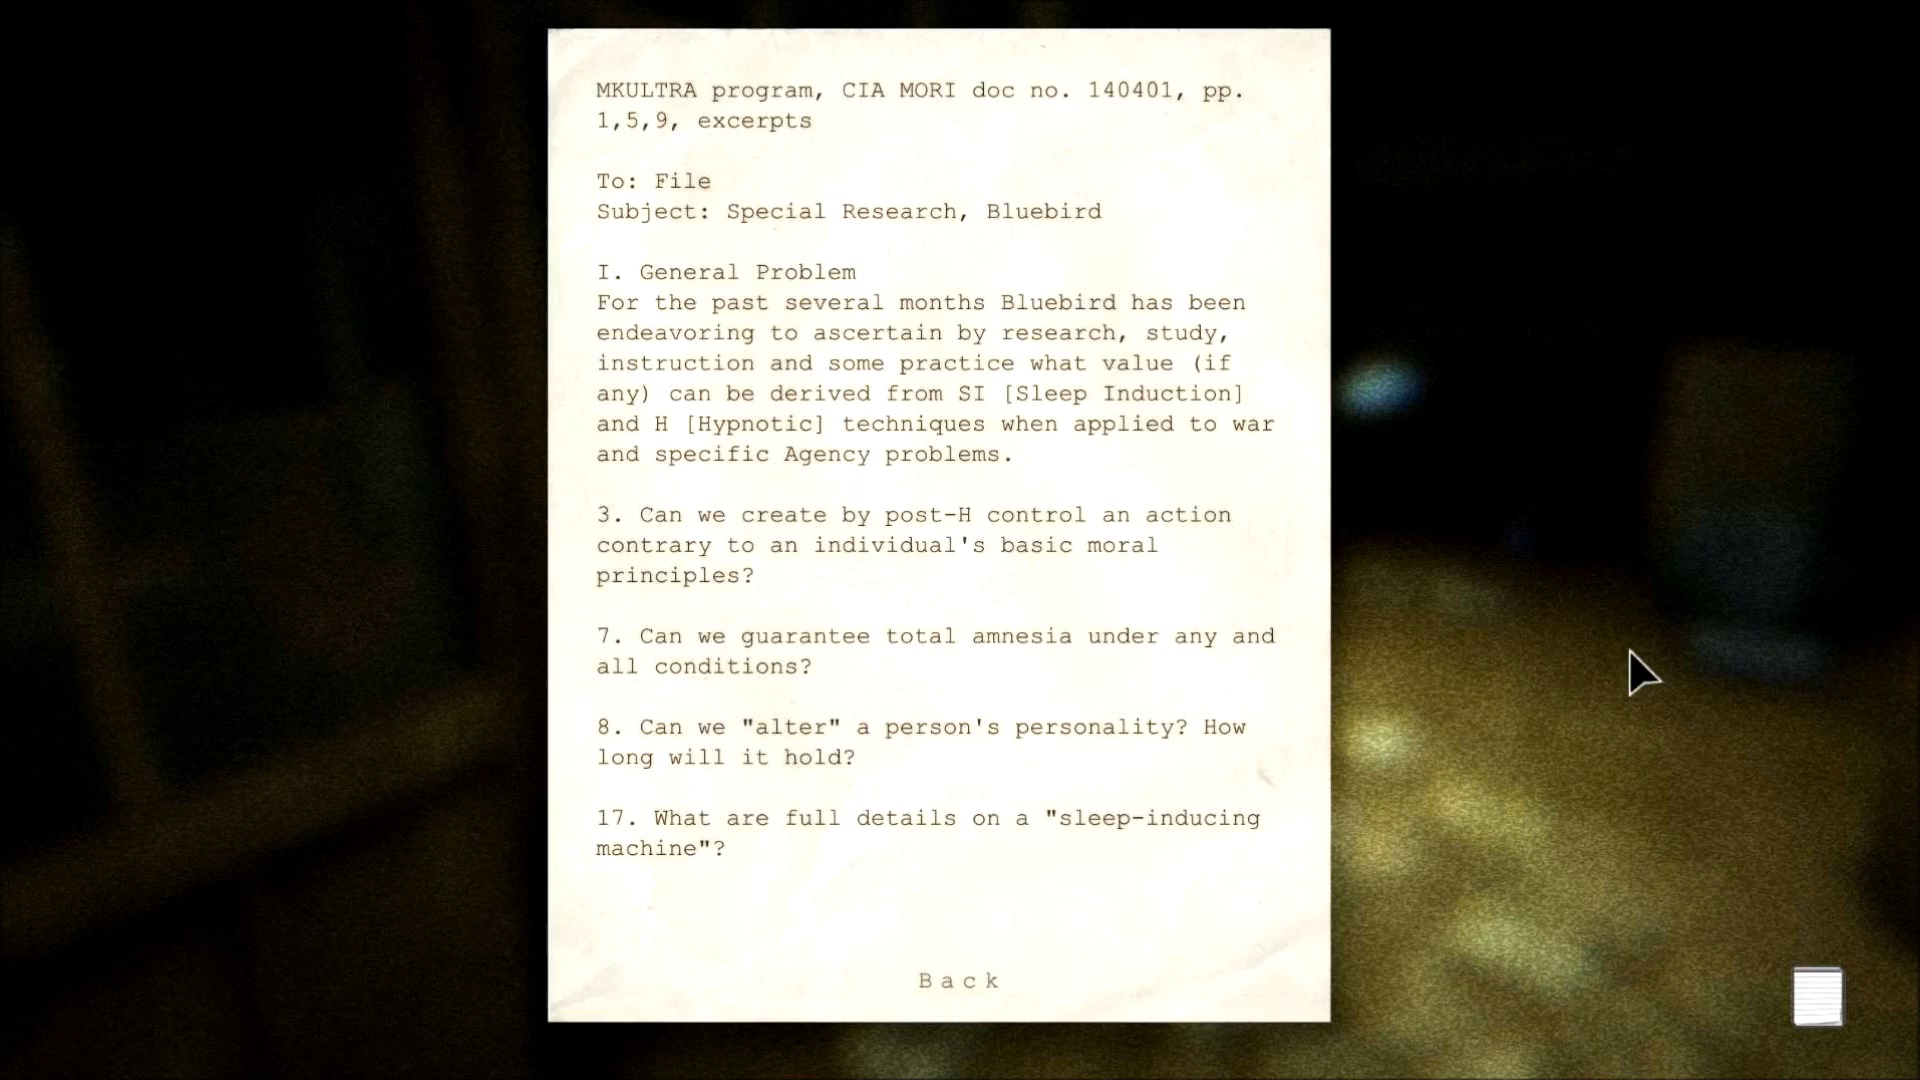 MKULTRA program, CIA MORI doc no. 140401, pp.
1,5,9, excerpts
To: File
Subject: Special Research, Bluebird
I. General Problem
For the past several months Bluebird has been
endeavoring to ascertain by research, study,
instruction and some practice what value (if
any) can be derived from SI [Sleep Induction]
and H [Hypnotic] techniques when applied to war
and specific Agency problems.
3. Can we create by post-H control an action
contrary to an individual's basic moral
principles?
7. Can we guarantee total amnesia under any and
all conditions?
8. Can we "alter" a person's personality? How
long will it hold?
17. What are full details on a "sleep-inducing
machine"?
Back